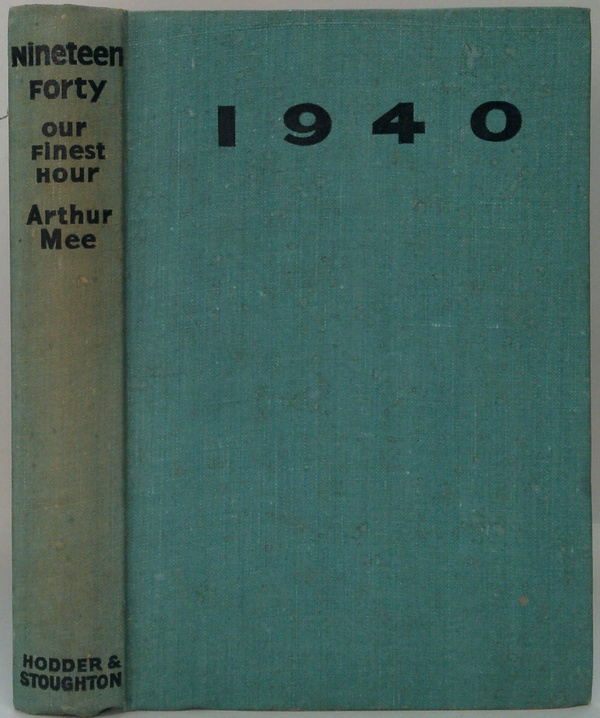 Nineteen
Forty
our
Finest
Hour
Arthur
Mee
HODDER &
STOUGHTON
1940